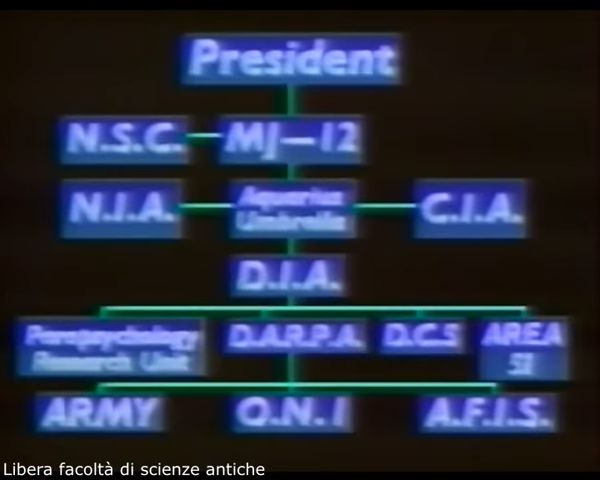 President
N.S.C. MJ-12
N.I.A. Aquarius C.I.A.
Umbrella
D.I.A.
Parapsychology D.A.R.P.A. D.C.S AREA
Research Unit 51
ARMY O.N.I A.F.I.S.
Libera facoltà di scienze antiche